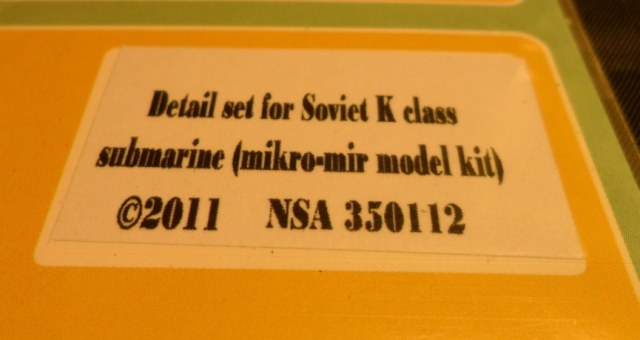 Detail set for Soviet K class
submarine (mikro-mir model kit)
©2011 NSA 350112